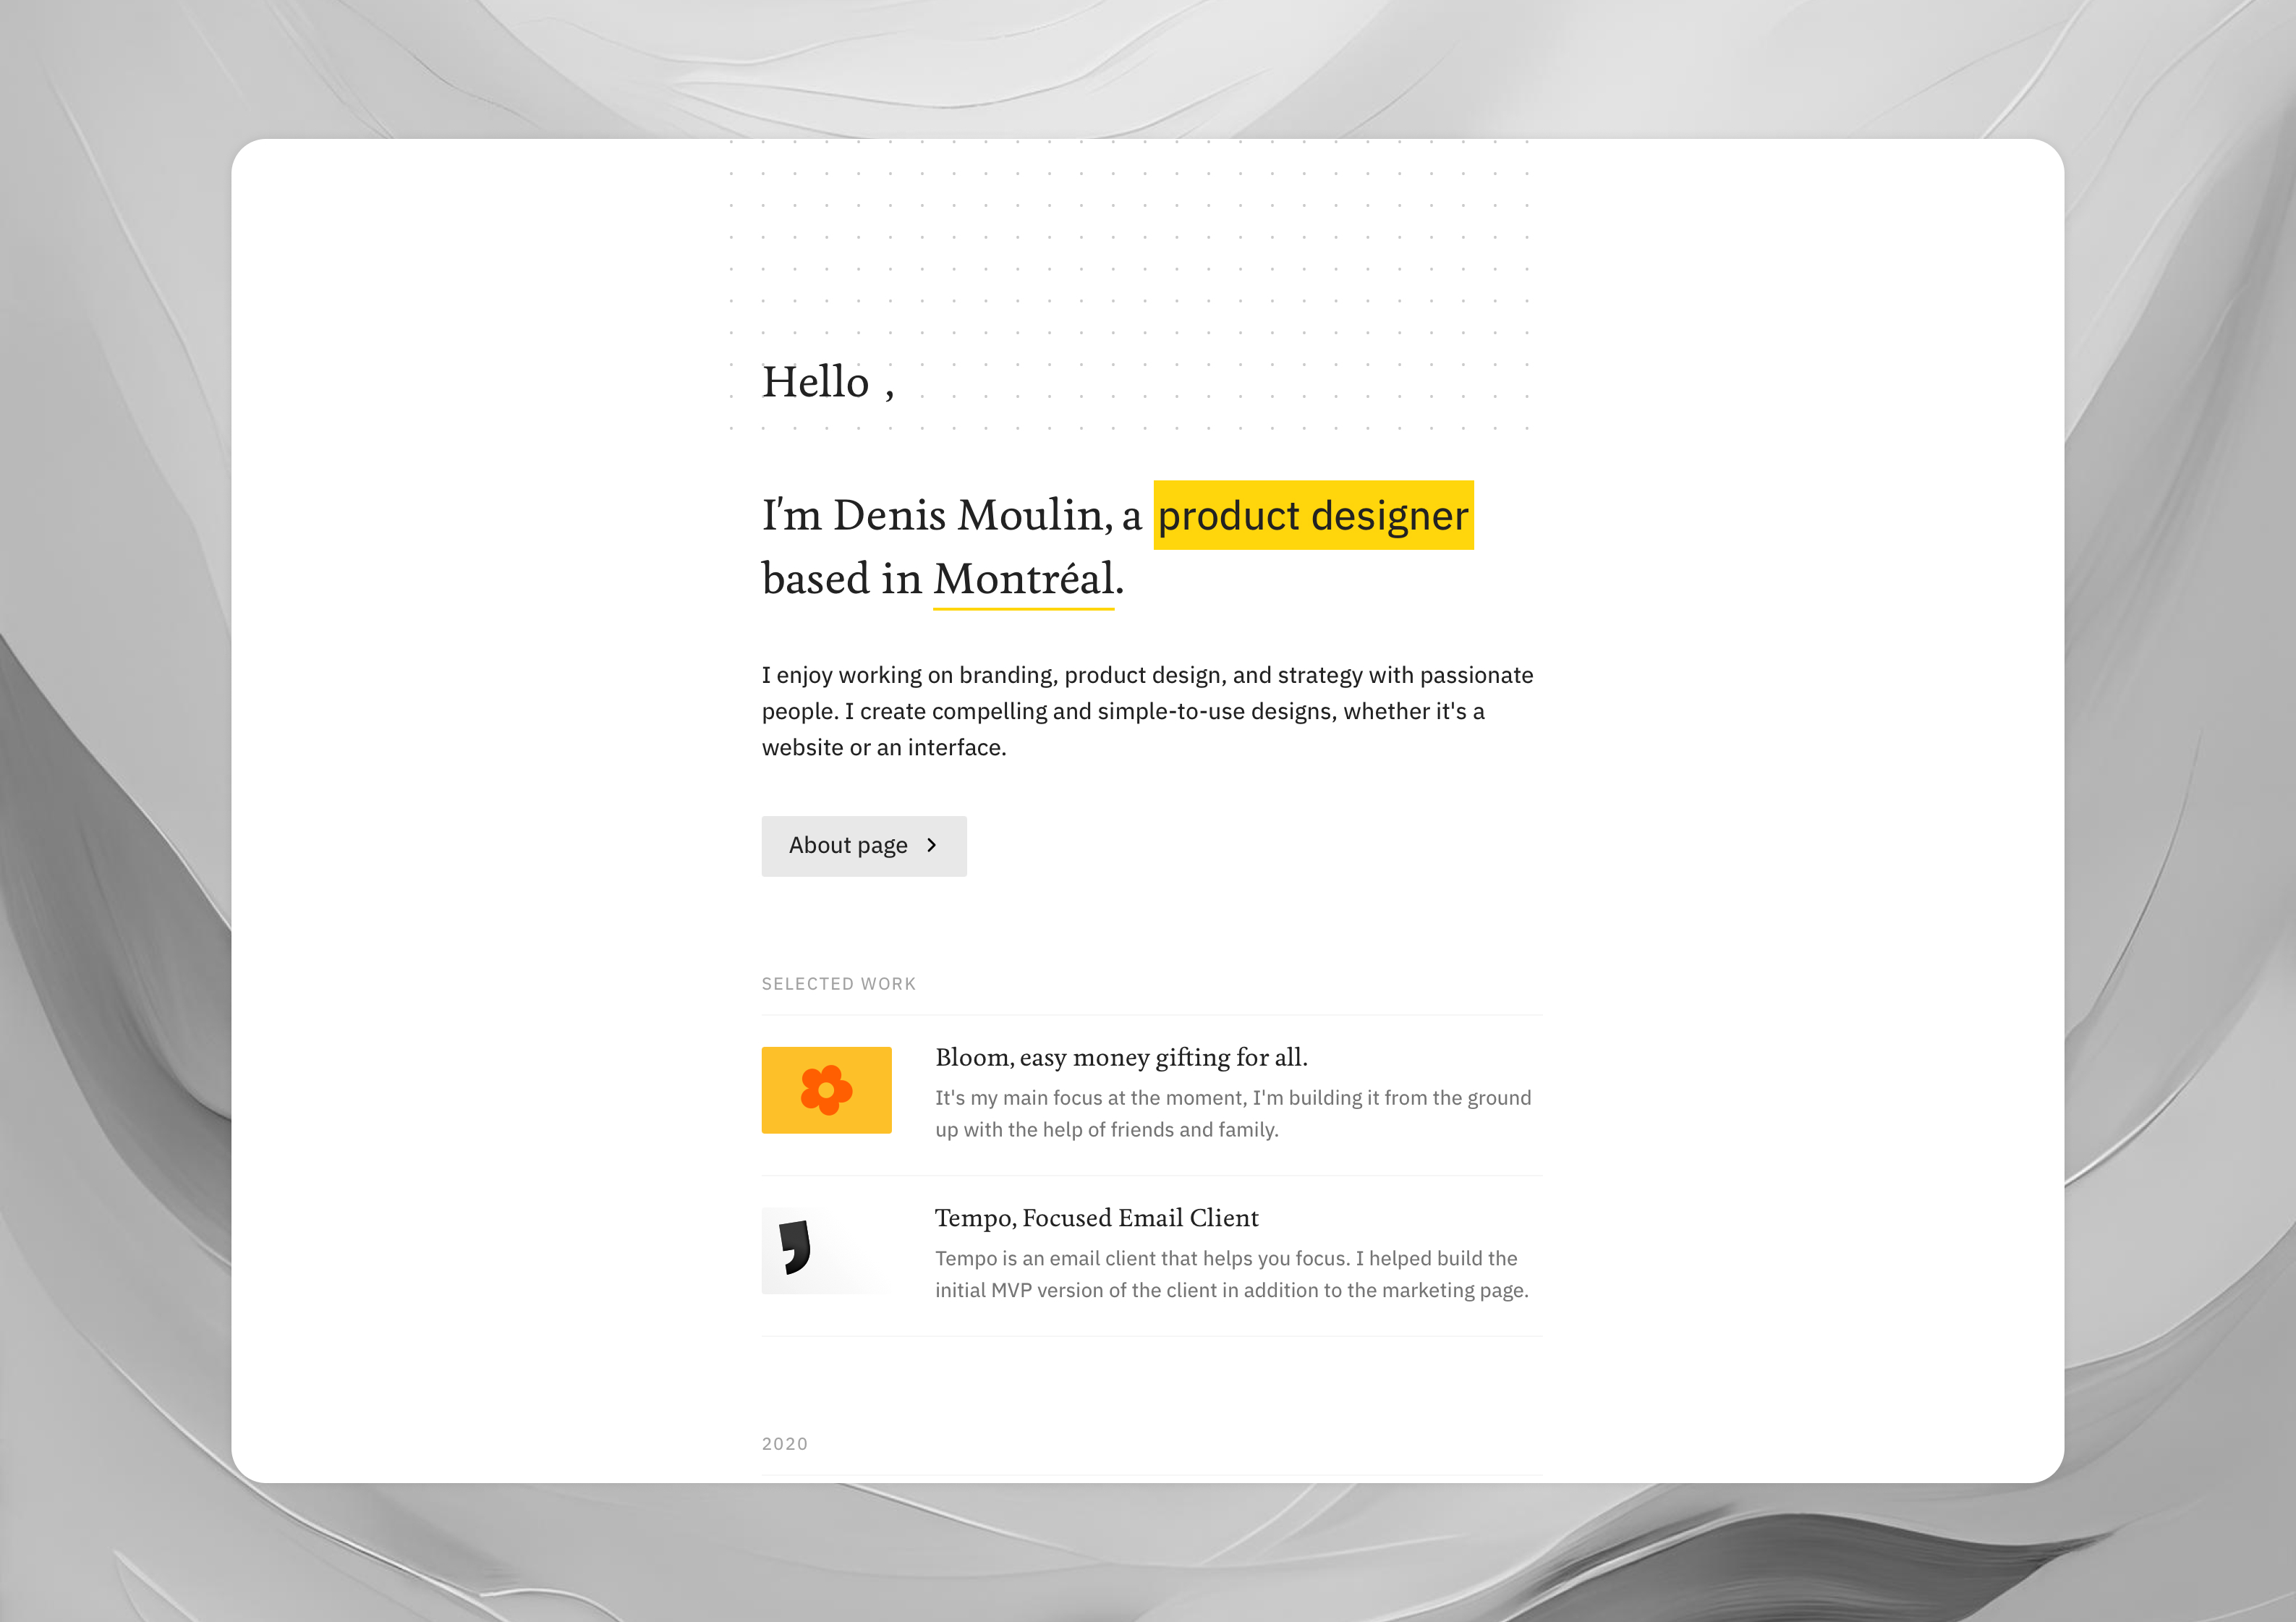 Hello ,
I'm Denis Moulin, a product designer
based in Montréal.
I enjoy working on branding, product design, and strategy with passionate
people. I create compelling and simple-to-use designs, whether it's a
website or an interface.
About page
SELECTED WORK
Bloom, easy money gifting for all.
It's my main focus at the moment, I'm building it from the ground
up with the help of friends and family.
Tempo, Focused Email Client
Tempo is an email client that helps you focus. I helped build the
initial MVP version of the client in addition to the marketing page.
2020